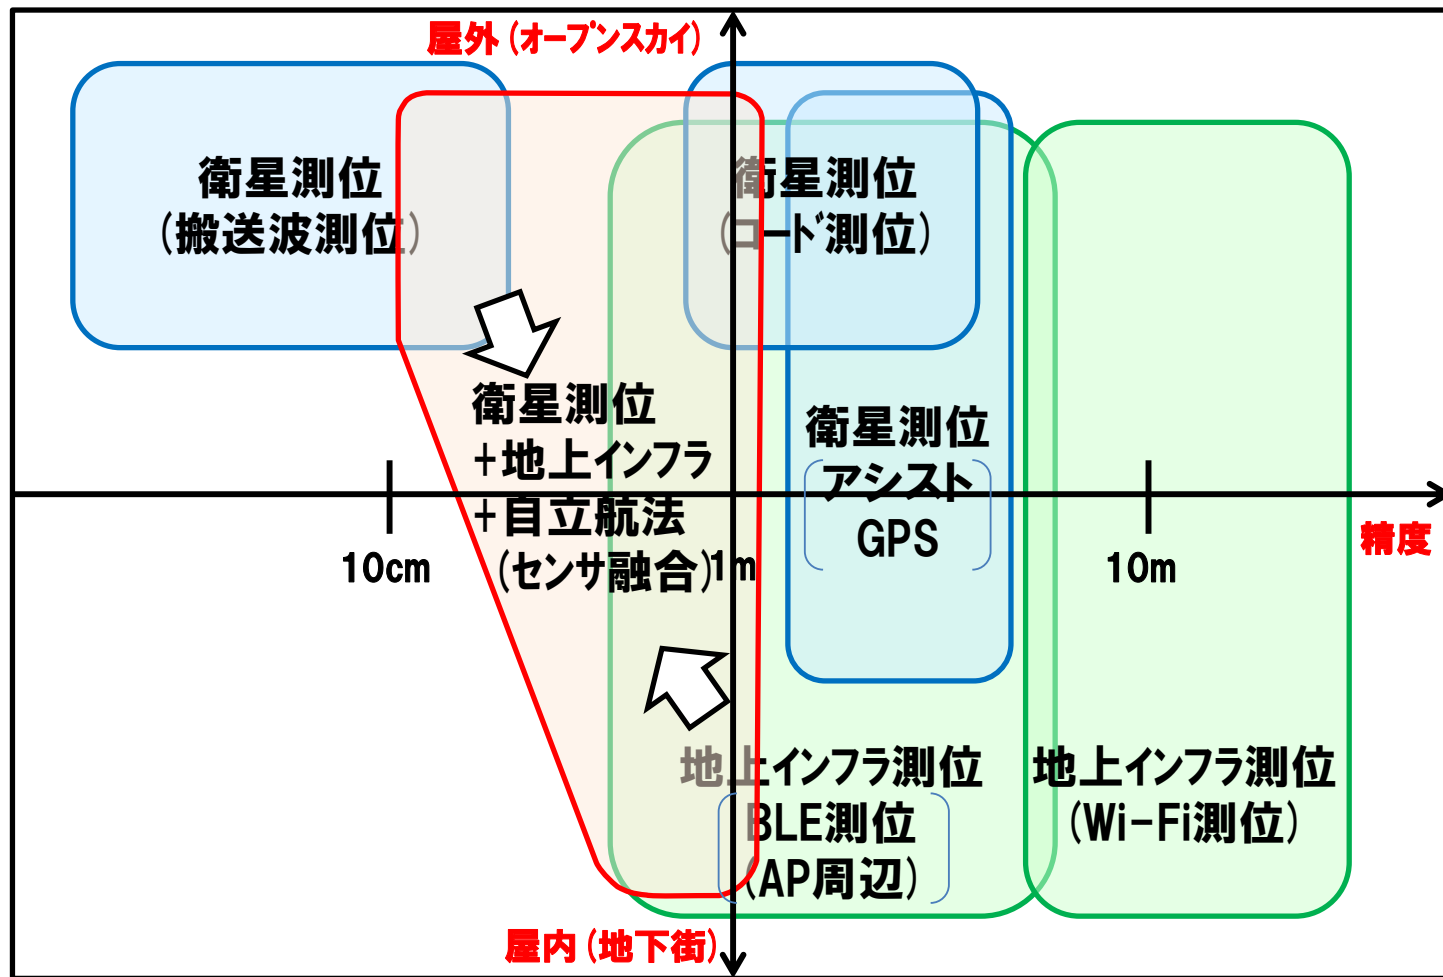 屋外(オープンスカイ)
衛星測位
(搬送波測位)
衛星測位
(コード測位)
衛星測位
+地上インフラ
+自立航法
(センサ融合)
衛星測位
アシスト
GPS
精度
10cm
1m
10m
地上インフラ測位
BLE測位
(AP周辺)
地上インフラ測位
(Wi-Fi測位)
屋内(地下街)